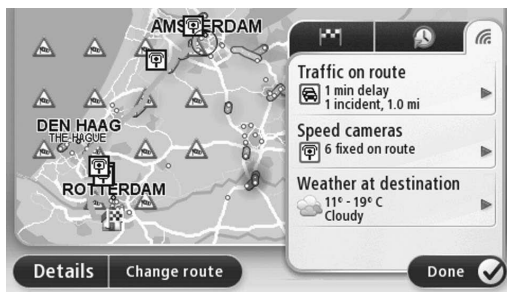 AMSTERDAM
DEN HAAG
THE HAGUE
ROTTERDAM
Traffic on route
1 min delay
1 incident, 1.0 mi
Speed cameras
6 fixed on route
Weather at destination
11° - 19° C
Cloudy
Details
Change route
Done